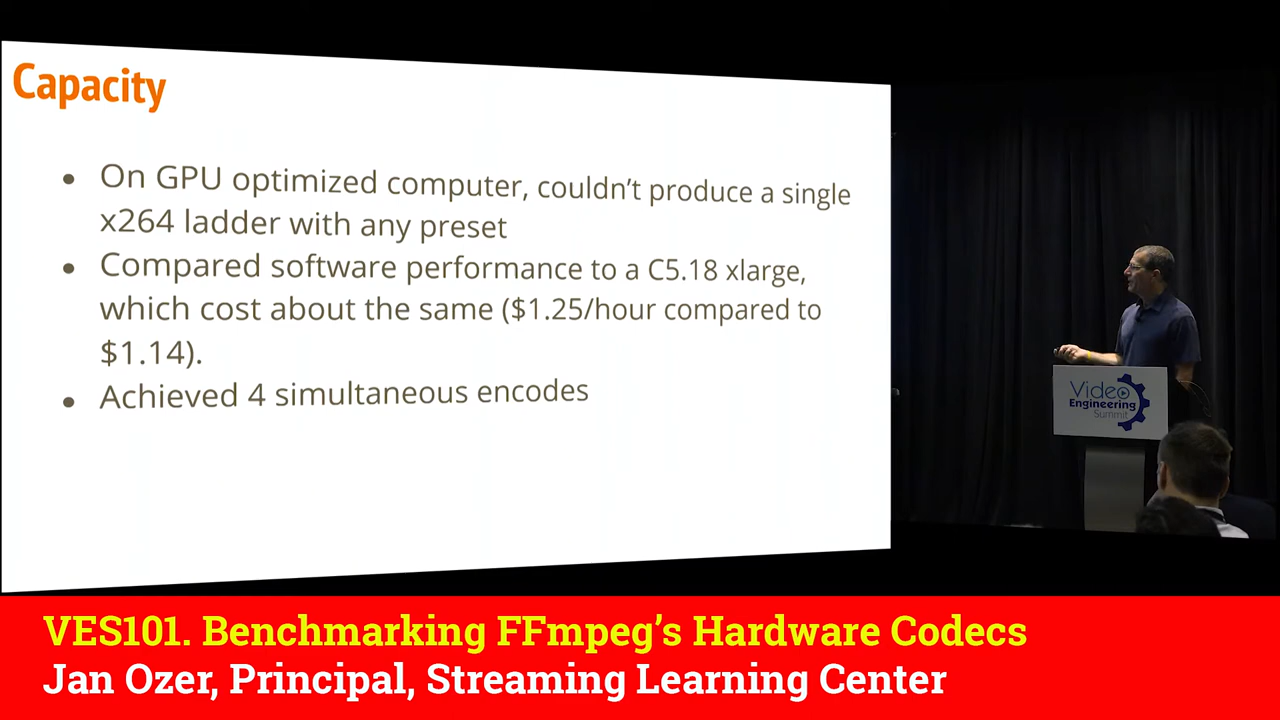 Capacity
• On GPU optimized computer, couldn't produce a single
x264 ladder with any preset
• Compared software performance to a C5.18 xlarge,
which cost about the same ($1.25/hour compared to
$1.14).
• Achieved 4 simultaneous encodes
Video
Engineering
Summit
VES101. Benchmarking FFmpeg's Hardware Codecs
Jan Ozer, Principal, Streaming Learning Center